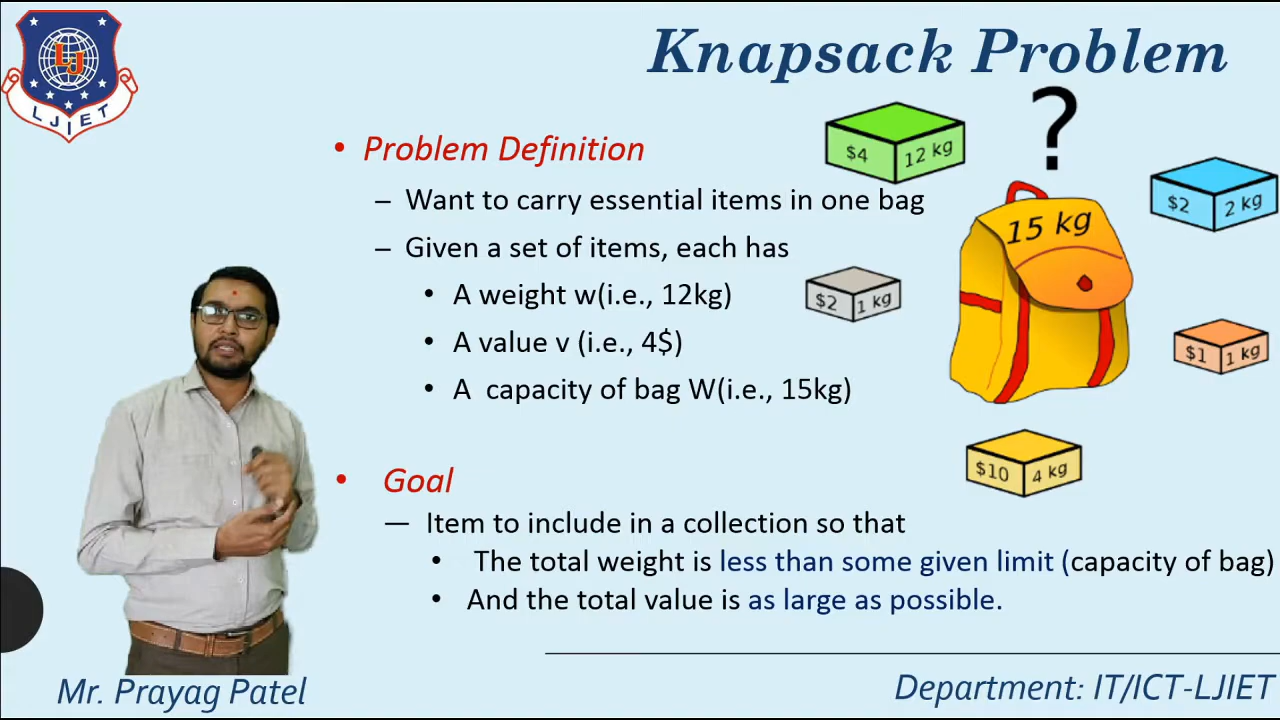 LJ
LJIET
Knapsack Problem
?
• Problem Definition
– Want to carry essential items in one bag
– Given a set of items, each has
• A weight w(i.e., 12kg)
• A value v (i.e., 4$)
• A capacity of bag W(i.e., 15kg)
$4 12 kg
$2 2 kg
15 kg
$2 1 kg
$1 1 kg
$10 4 kg
• Goal
— Item to include in a collection so that
• The total weight is less than some given limit (capacity of bag)
• And the total value is as large as possible.
Mr. Prayag Patel
Department: IT/ICT-LJIET